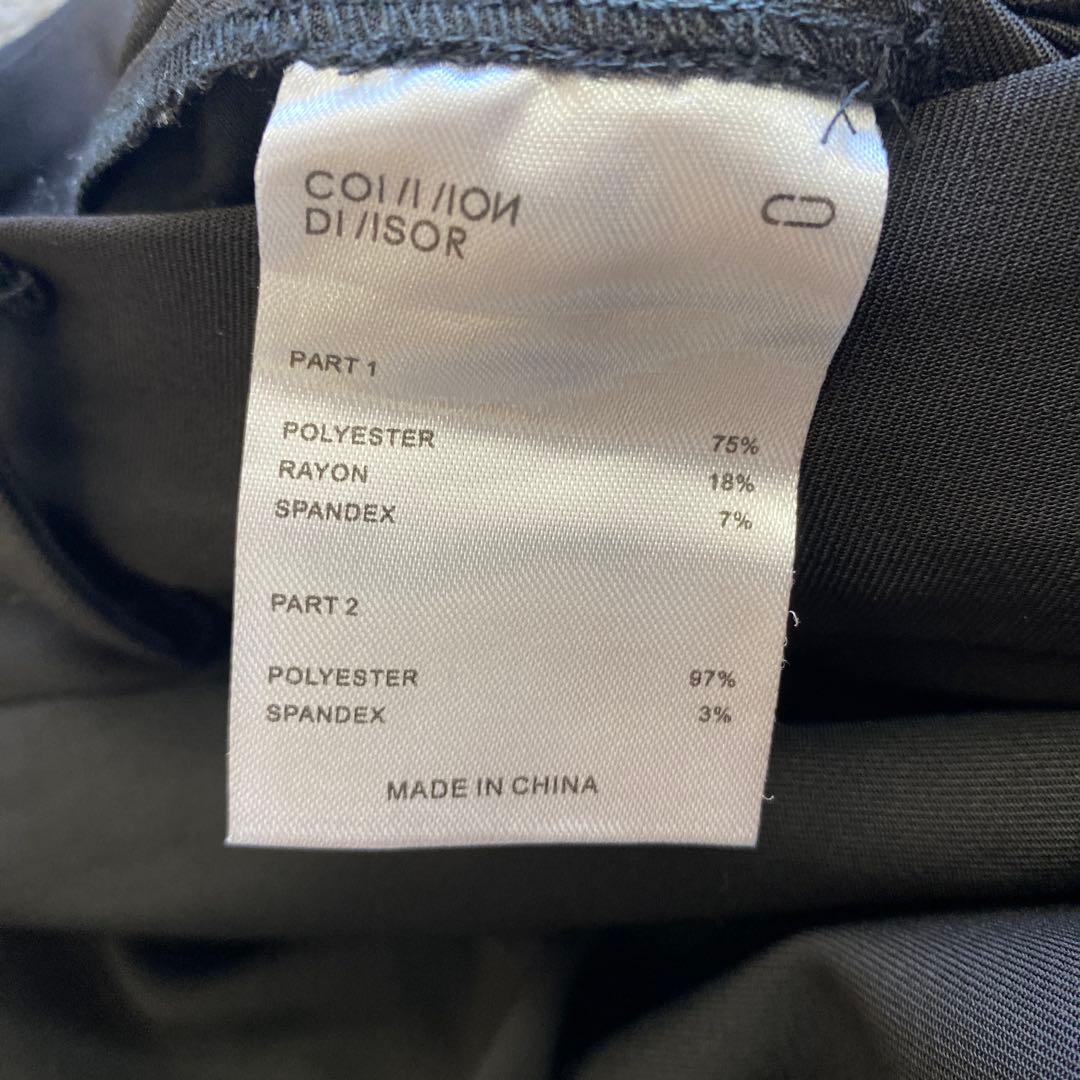 COMMON
DIVISOR
PART 1
POLYESTER 75%
RAYON 18%
SPANDEX 7%
PART 2
POLYESTER 97%
SPANDEX 3%
MADE IN CHINA